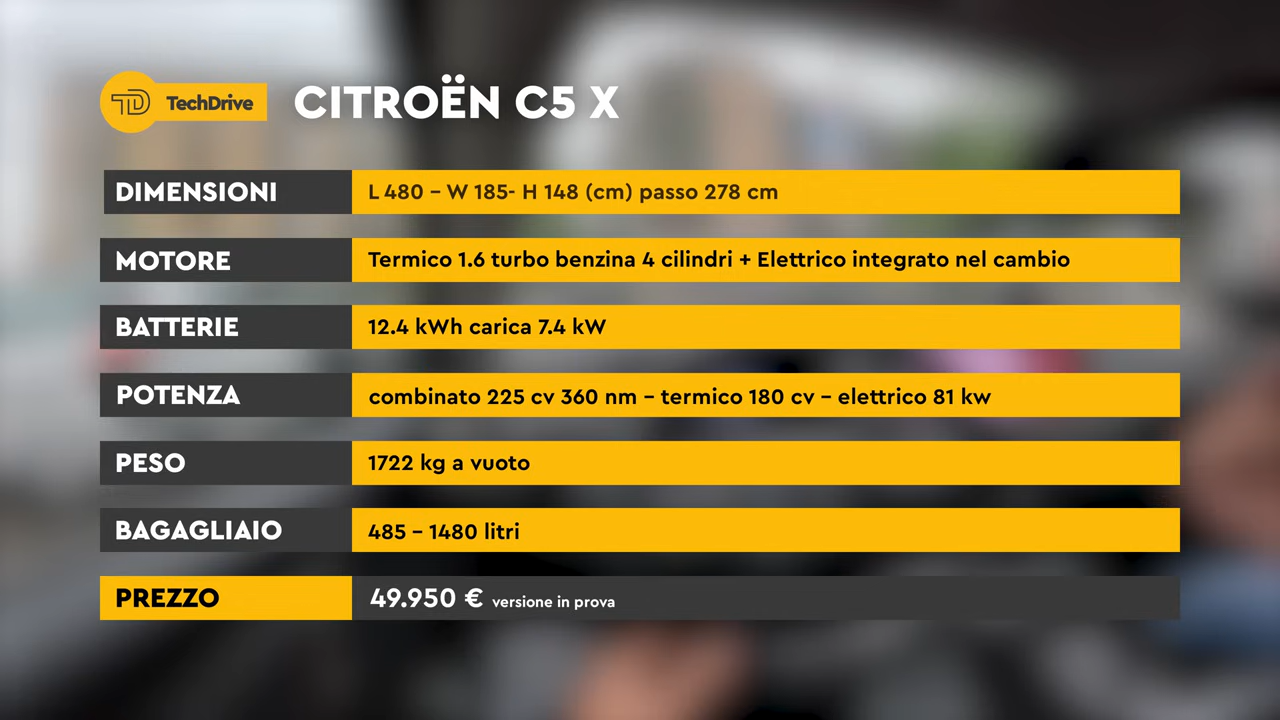 TD TechDrive CITROËN C5 X
DIMENSIONI L 480 – W 185- H 148 (cm) passo 278 cm
MOTORE Termico 1.6 turbo benzina 4 cilindri + Elettrico integrato nel cambio
BATTERIE 12.4 kWh carica 7.4 kW
POTENZA combinato 225 cv 360 nm – termico 180 cv – elettrico 81 kw
PESO 1722 kg a vuoto
BAGAGLIAIO 485 – 1480 litri
PREZZO 49.950 € versione in prova